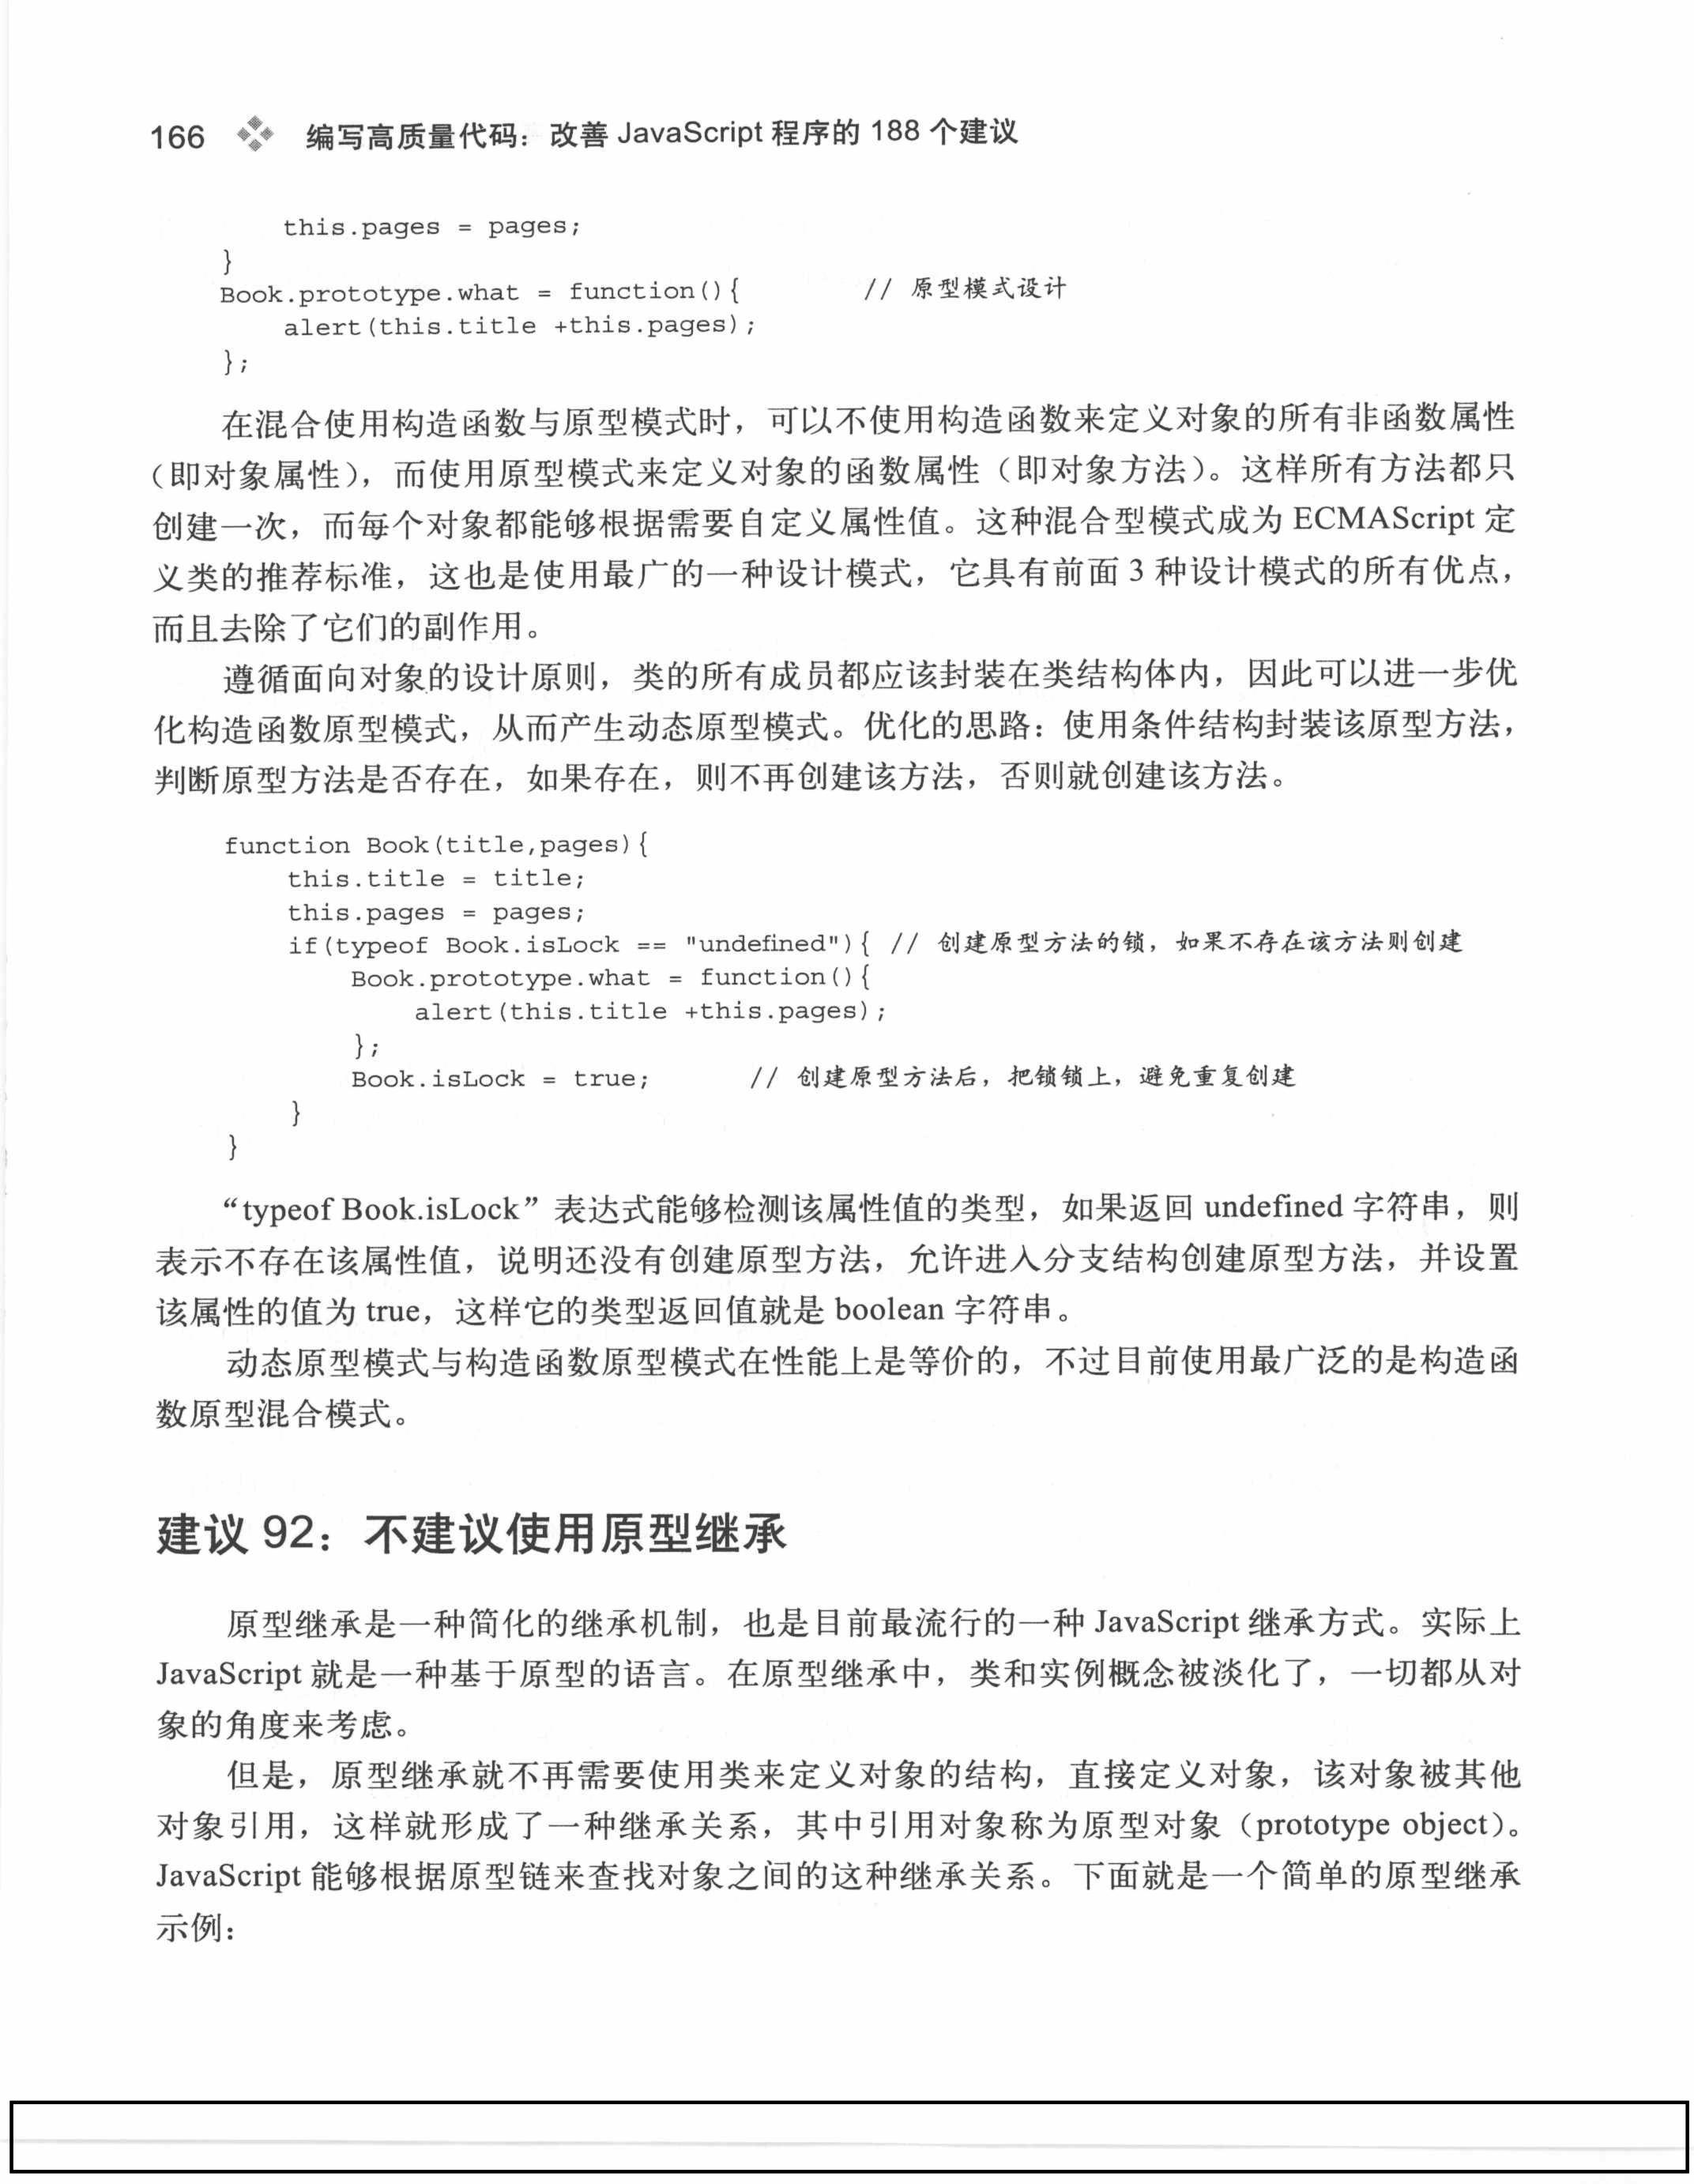 166 编写高质量代码：改善 JavaScript 程序的 188 个建议
this.pages = pages;
}
Book.prototype.what = function(){ // 原型模式设计
alert(this.title +this.pages);
};
在混合使用构造函数与原型模式时，可以不使用构造函数来定义对象的所有非函数属性
（即对象属性），而使用原型模式来定义对象的函数属性（即对象方法）。这样所有方法都只
创建一次，而每个对象都能够根据需要自定义属性值。这种混合型模式成为 ECMAScript 定
义类的推荐标准，这也是使用最广的一种设计模式，它具有前面 3 种设计模式的所有优点，
而且去除了它们的副作用。
遵循面向对象的设计原则，类的所有成员都应该封装在类结构体内，因此可以进一步优
化构造函数原型模式，从而产生动态原型模式。优化的思路：使用条件结构封装该原型方法，
判断原型方法是否存在，如果存在，则不再创建该方法，否则就创建该方法。
function Book(title,pages){
this.title = title;
this.pages = pages;
if(typeof Book.isLock == "undefined"){ // 创建原型方法的锁，如果不存在该方法则创建
Book.prototype.what = function(){
alert(this.title +this.pages);
};
Book.isLock = true; // 创建原型方法后，把锁锁上，避免重复创建
}
}
“typeof Book.isLock” 表达式能够检测该属性值的类型，如果返回 undefined 字符串，则
表示不存在该属性值，说明还没有创建原型方法，允许进入分支结构创建原型方法，并设置
该属性的值为 true，这样它的类型返回值就是 boolean 字符串。
动态原型模式与构造函数原型模式在性能上是等价的，不过目前使用最广泛的是构造函
数原型混合模式。
建议 92：不建议使用原型继承
原型继承是一种简化的继承机制，也是目前最流行的一种 JavaScript 继承方式。实际上
JavaScript 就是一种基于原型的语言。在原型继承中，类和实例概念被淡化了，一切都从对
象的角度来考虑。
但是，原型继承就不再需要使用类来定义对象的结构，直接定义对象，该对象被其他
对象引用，这样就形成了一种继承关系，其中引用对象称为原型对象（prototype object）。
JavaScript 能够根据原型链来查找对象之间的这种继承关系。下面就是一个简单的原型继承
示例：